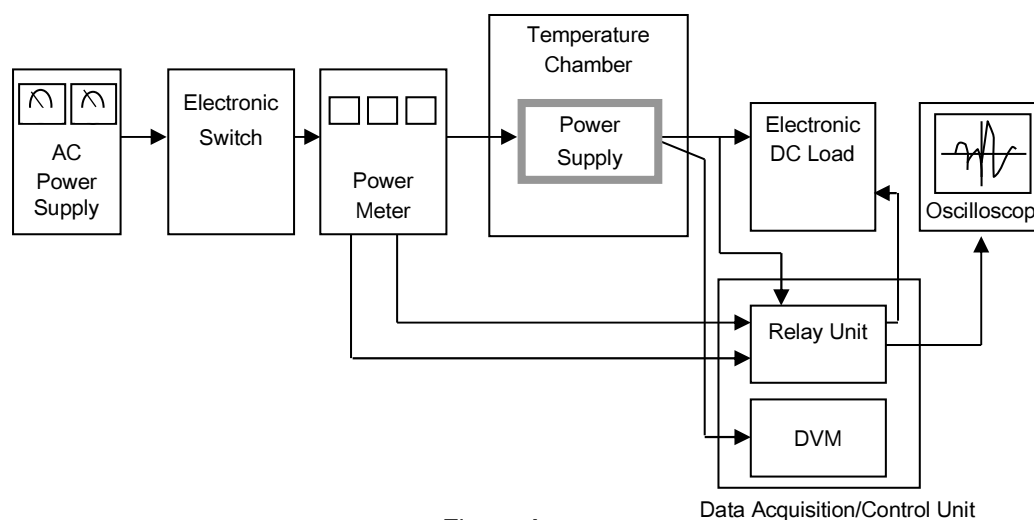 AC
Power
Supply
Electronic
Switch
Power
Meter
Temperature
Chamber
Power
Supply
Electronic
DC Load
Oscilloscop
Relay Unit
DVM
Data Acquisition/Control Unit